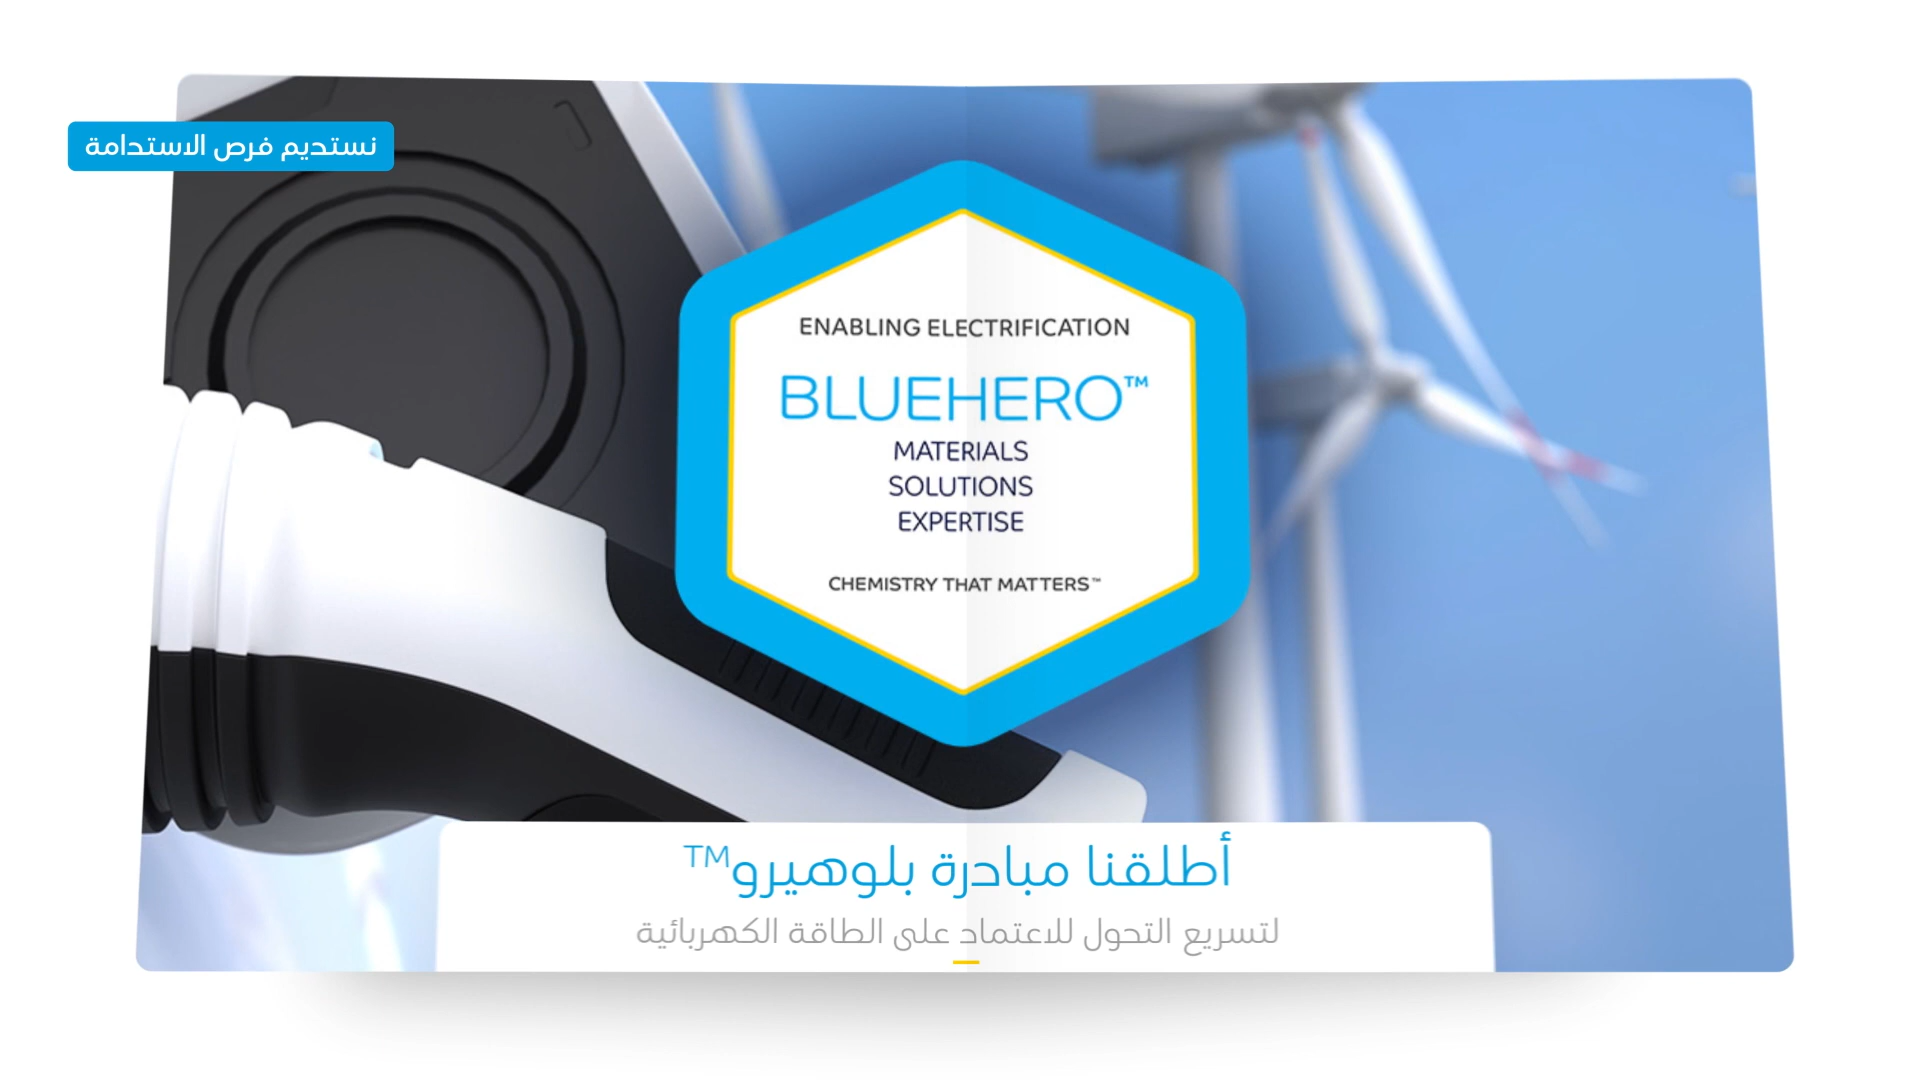 نستديم فرص الاستدامة
ENABLING ELECTRIFICATION
BLUEHERO™
MATERIALS
SOLUTIONS
EXPERTISE
CHEMISTRY THAT MATTERS™
أطلقنا مبادرة بلوهيرو™
لتسريع التحول للاعتماد على الطاقة الكهربائية